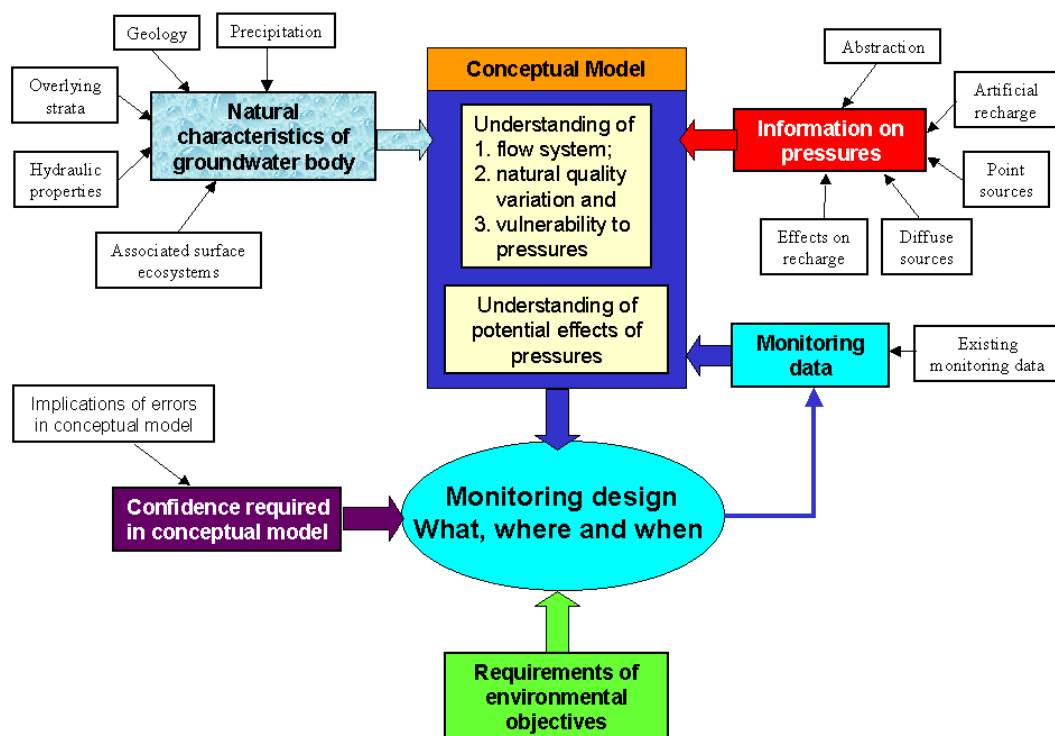 Geology
Precipitation
Overlying
strata
Hydraulic
properties
Associated surface
ecosystems
Natural
characteristics of
groundwater body
Conceptual Model
Understanding of
1. flow system;
2. natural quality
variation and
3. vulnerability to
pressures
Understanding of
potential effects of
pressures
Abstraction
Artificial
recharge
Information on
pressures
Point
sources
Effects on
recharge
Diffuse
sources
Monitoring
data
Existing
monitoring data
Implications of errors
in conceptual model
Confidence required
in conceptual model
Monitoring design
What, where and when
Requirements of
environmental
objectives